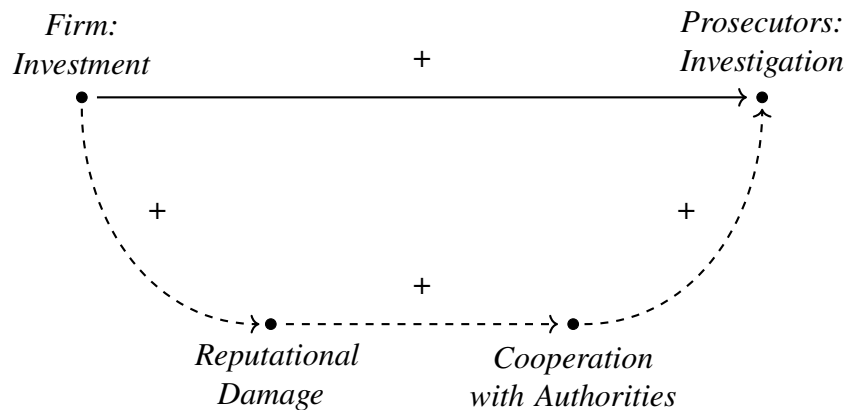 Firm:
Investment
Prosecutors:
Investigation
+
+
+
+
Reputational
Damage
Cooperation
with Authorities